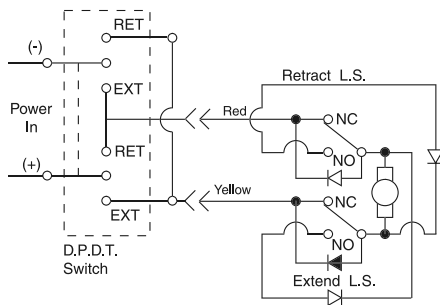 RET
(-)
EXT
Retract L.S.
Power
In
Red
NC
RET
NO
(+)
Yellow
NC
EXT
NO
D.P.D.T.
Switch
Extend L.S.